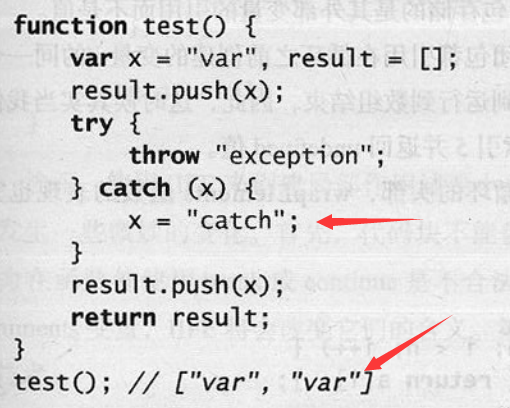 function test() {
    var x = "var", result = [];
    result.push(x);
    try {
        throw "exception";
    } catch (x) {
        x = "catch";
    }
    result.push(x);
    return result;
}
test(); // ["var", "var"]